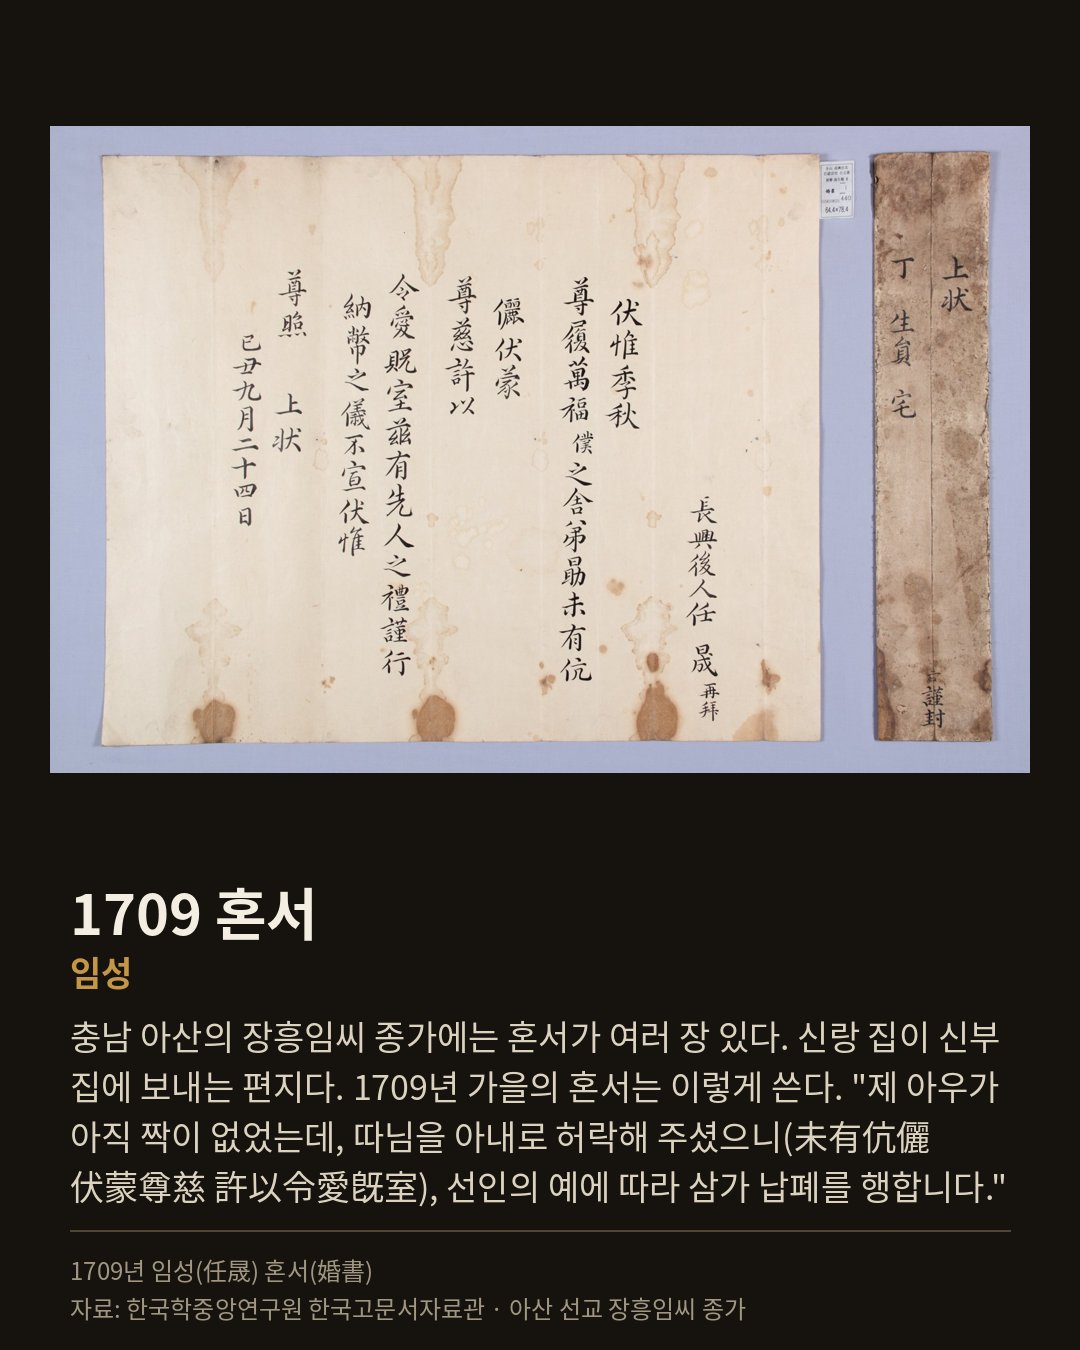 上狀
丁 生員 宅
謹封
長興後人任 晟 再拜
伏惟季秋
尊履萬福僕之舍弟勗未有伉
儷伏蒙
尊慈許以
令愛貺室玆有先人之禮謹行
納幣之儀不宣伏惟
尊照 上狀
己丑九月二十四日
1709 혼서
임성
충남 아산의 장흥임씨 종가에는 혼서가 여러 장 있다. 신랑 집이 신부
집에 보내는 편지다. 1709년 가을의 혼서는 이렇게 쓴다. "제 아우가
아직 짝이 없었는데, 따님을 아내로 허락해 주셨으니(未有伉儷
伏蒙尊慈 許以令愛旣室), 선인의 예에 따라 삼가 납폐를 행합니다."
1709년 임성(任晟) 혼서(婚書)
자료: 한국학중앙연구원 한국고문서자료관 · 아산 선교 장흥임씨 종가